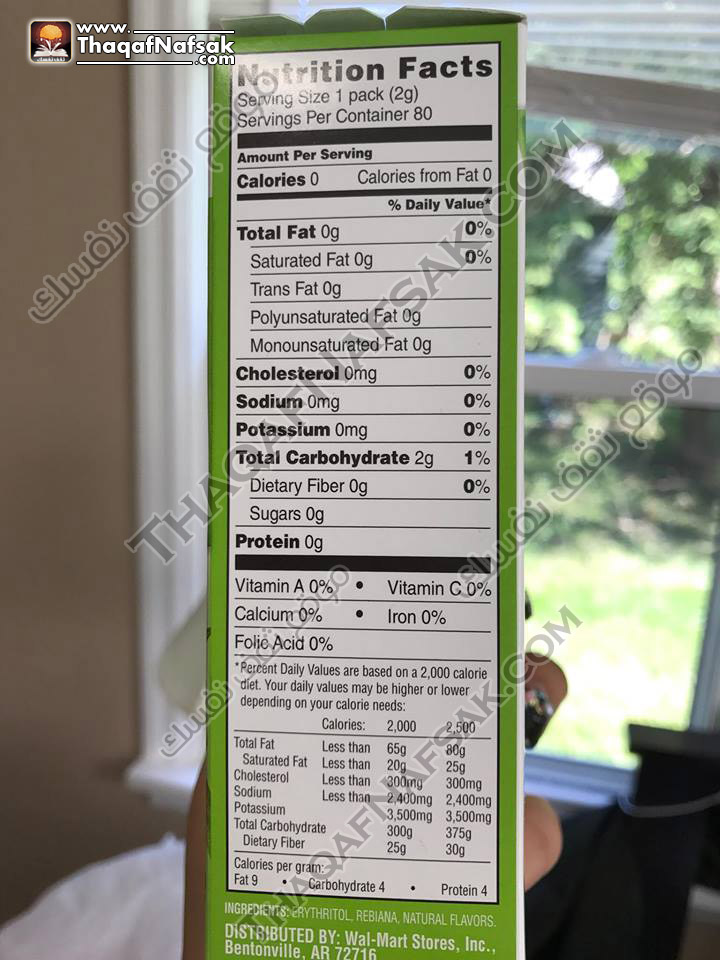 www.
ThaqafNafsak
.com
Nutrition Facts
Serving Size 1 pack (2g)
Servings Per Container 80
Amount Per Serving
Calories 0 Calories from Fat 0
% Daily Value*
Total Fat 0g 0%
Saturated Fat 0g 0%
Trans Fat 0g
Polyunsaturated Fat 0g
Monounsaturated Fat 0g
Cholesterol 0mg 0%
Sodium 0mg 0%
Potassium 0mg 0%
Total Carbohydrate 2g 1%
Dietary Fiber 0g 0%
Sugars 0g
Protein 0g
Vitamin A 0% • Vitamin C 0%
Calcium 0% • Iron 0%
Folic Acid 0%
*Percent Daily Values are based on a 2,000 calorie
diet. Your daily values may be higher or lower
depending on your calorie needs:
Calories: 2,000 2,500
Total Fat Less than 65g 80g
Saturated Fat Less than 20g 25g
Cholesterol Less than 300mg 300mg
Sodium Less than 2,400mg 2,400mg
Potassium 3,500mg 3,500mg
Total Carbohydrate 300g 375g
Dietary Fiber 25g 30g
Calories per gram:
Fat 9 • Carbohydrate 4 • Protein 4
INGREDIENTS: ERYTHRITOL, REBIANA, NATURAL FLAVORS.
DISTRIBUTED BY: Wal-Mart Stores, Inc.,
Bentonville, AR 72716
موقع ثقف نفسك
THAQAFNAFSAK.COM
موقع ثقف نفسك
موقع ثقف نفسك
THAQAFNAFSAK.COM